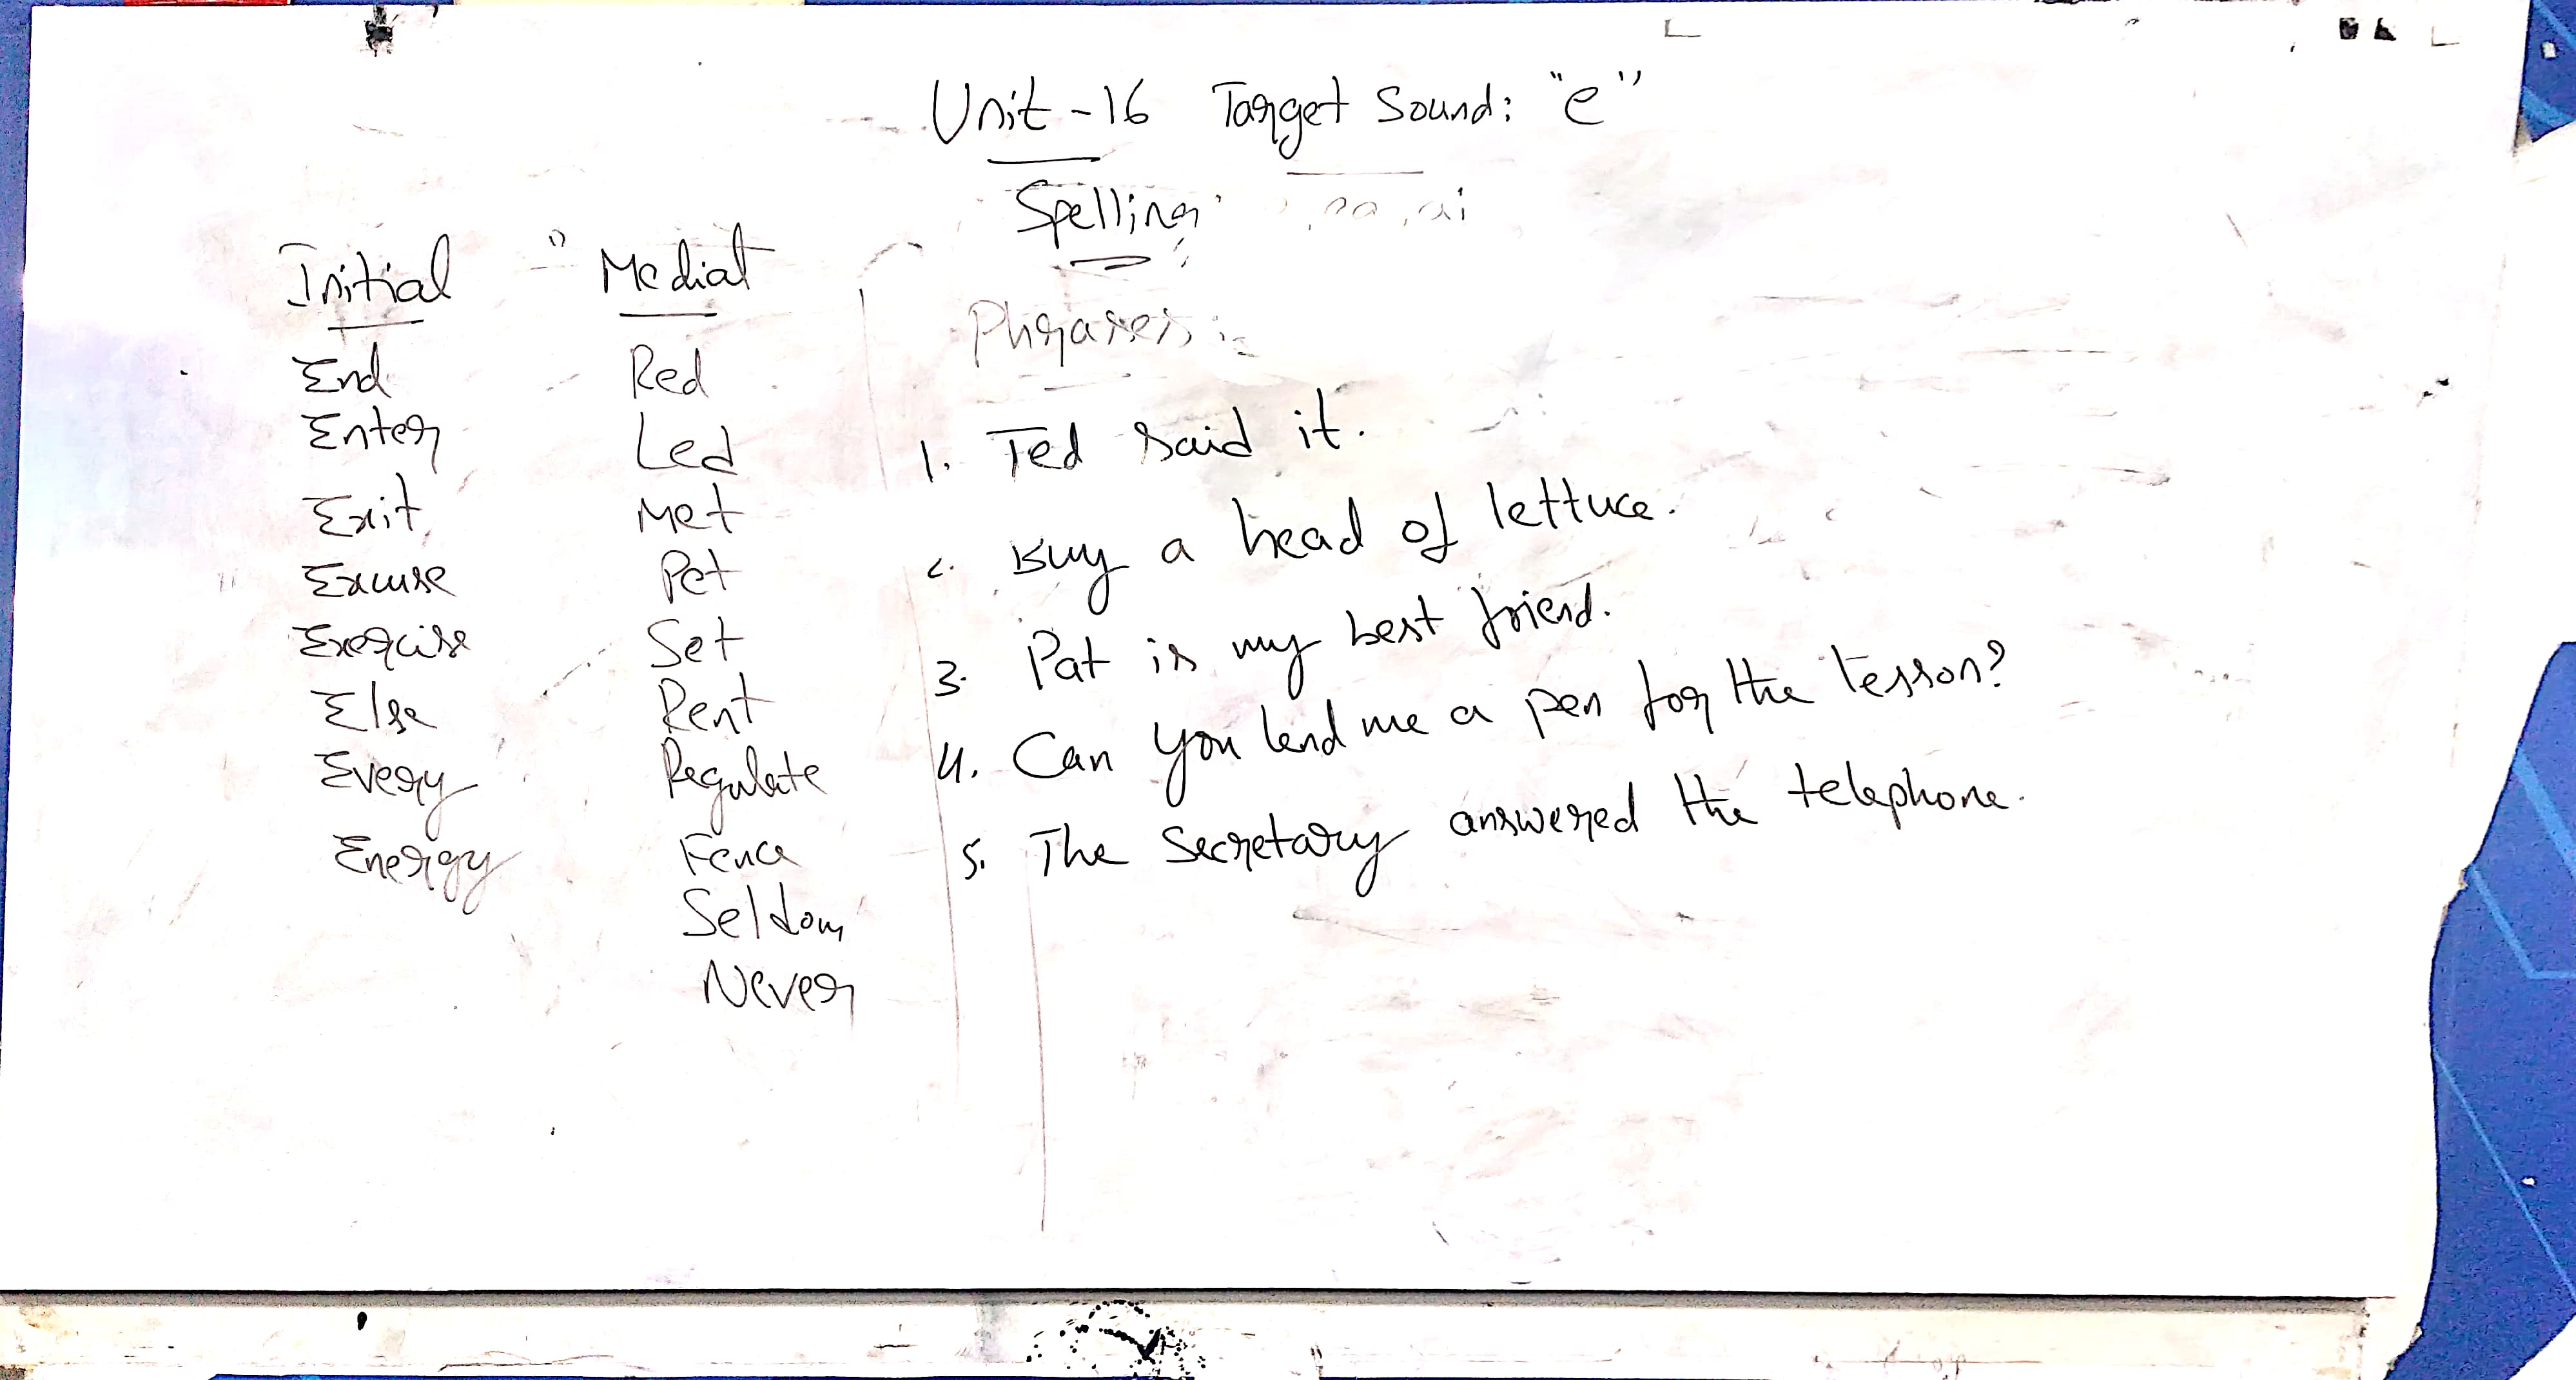 Unit - 16 Target Sound: "e"
Spelling: ea, ai
Initial
End
Enter
Exit
Excuse
Exercise
Else
Every
Energy
Medial
Red
Led
Met
Pet
Set
Rent
Regulate
Fence
Seldom
Never
Phrases:
1. Ted said it.
2. Buy a head of lettuce.
3. Pat is my best friend.
4. Can you lend me a pen for the lesson?
5. The Secretary answered the telephone.